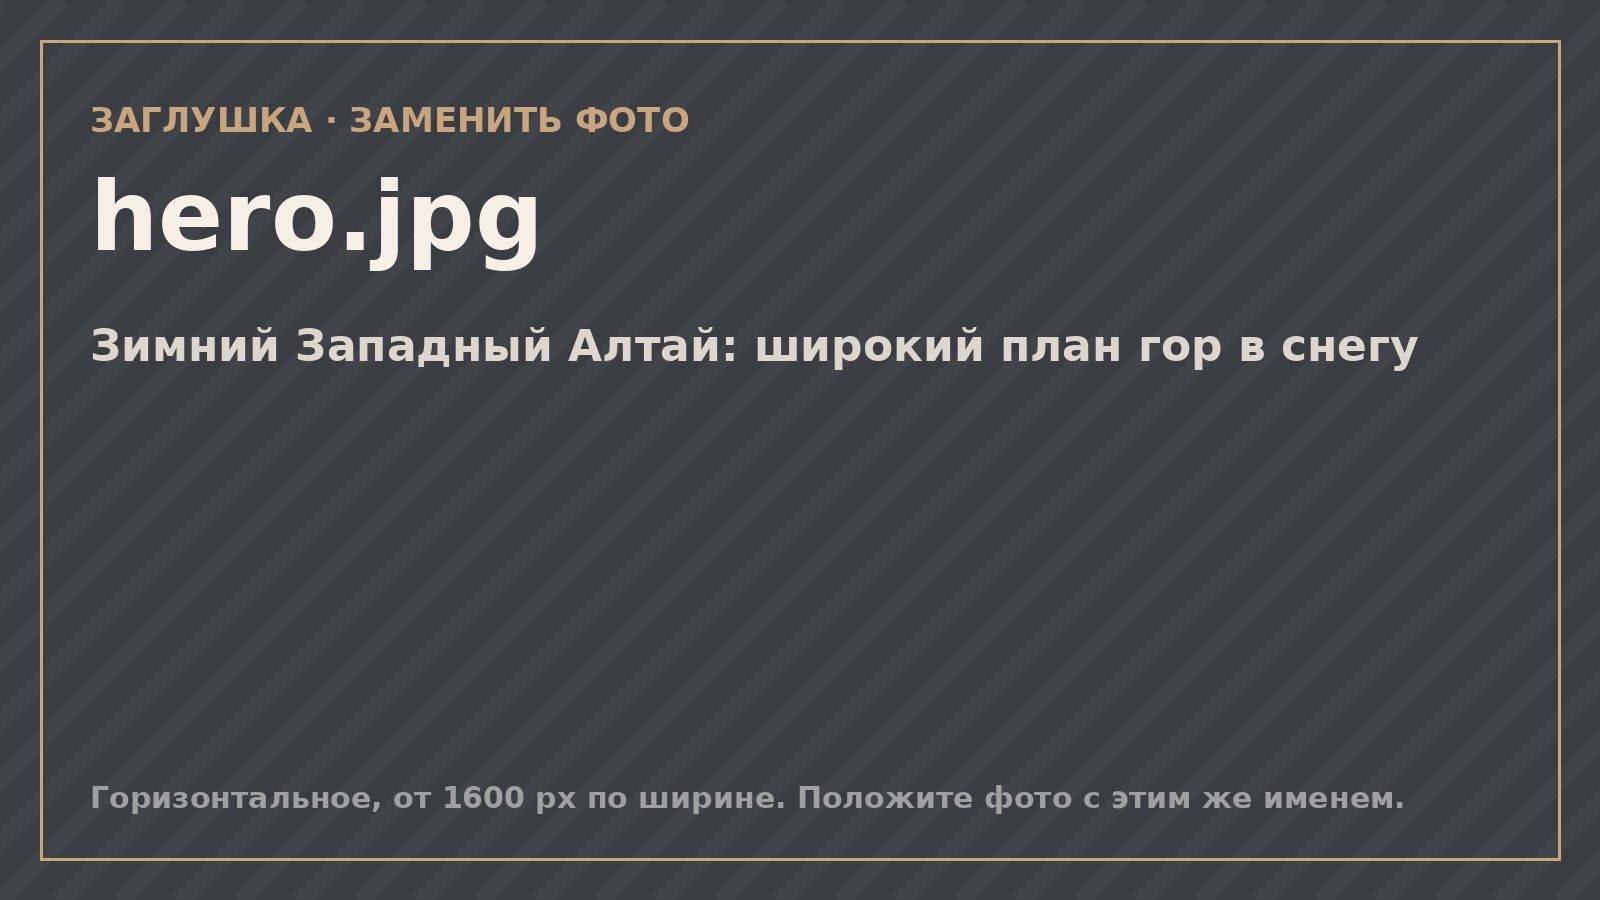 ЗАГЛУШКА · ЗАМЕНИТЬ ФОТО
hero.jpg
Зимний Западный Алтай: широкий план гор в снегу
Горизонтальное, от 1600 px по ширине. Положите фото с этим же именем.